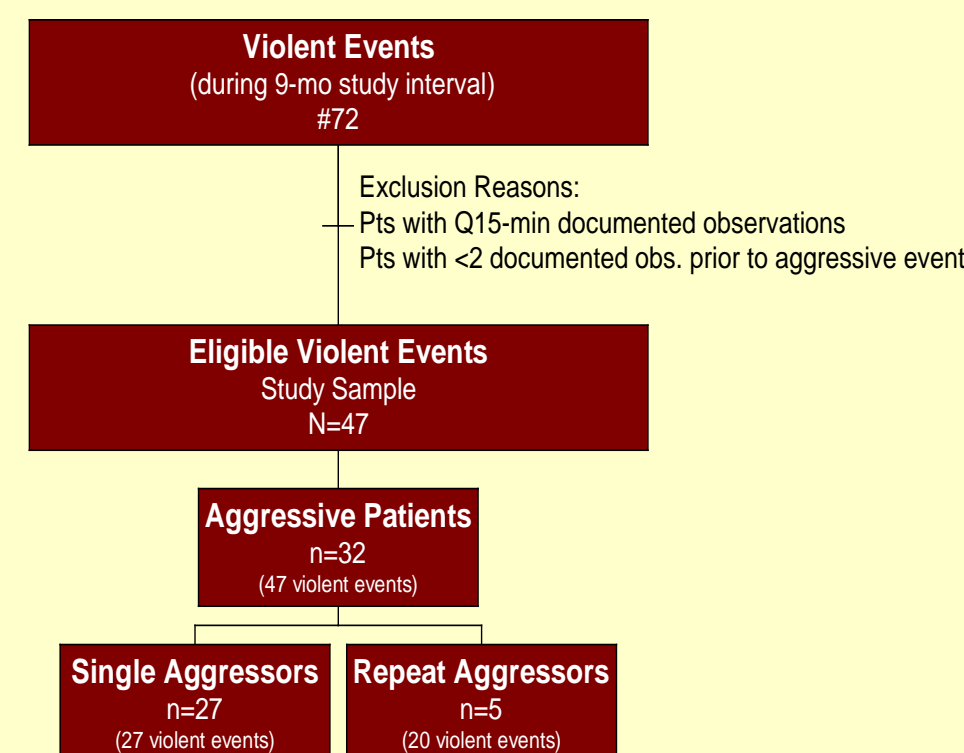 Violent Events
(during 9-mo study interval)
#72
Exclusion Reasons:
Pts with Q15-min documented observations
Pts with <2 documented obs. prior to aggressive event
Eligible Violent Events
Study Sample
N=47
Aggressive Patients
n=32
(47 violent events)
Single Aggressors
n=27
(27 violent events)
Repeat Aggressors
n=5
(20 violent events)